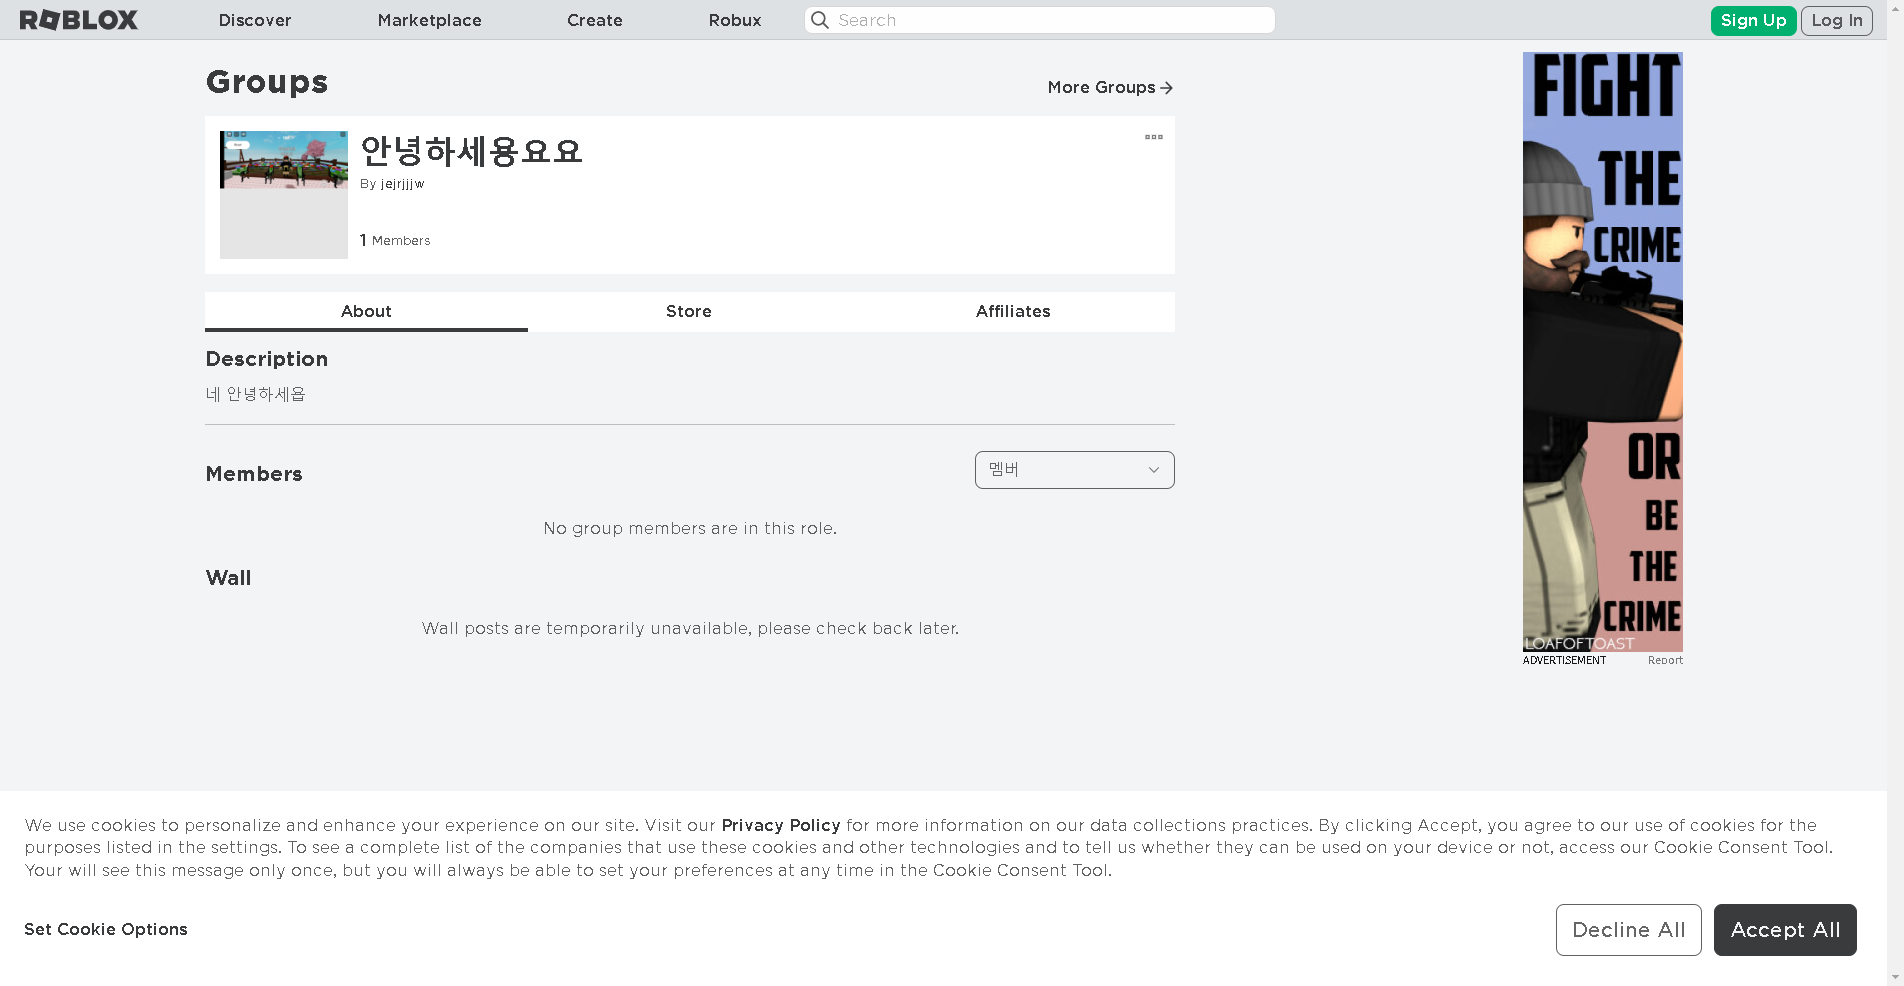 ROBLOX
Discover
Marketplace
Create
Robux
Search
Sign Up
Log In
Groups
More Groups
안녕하세용요요
By jejrjjjw
1 Members
About
Store
Affiliates
Description
네 안녕하세욥
Members
멤버
No group members are in this role.
Wall
Wall posts are temporarily unavailable, please check back later.
FIGHT
THE
CRIME
OR
BE
THE
CRIME
LOAFOFTOAST
ADVERTISEMENT
Report
We use cookies to personalize and enhance your experience on our site. Visit our Privacy Policy for more information on our data collections practices. By clicking Accept, you agree to our use of cookies for the
purposes listed in the settings. To see a complete list of the companies that use these cookies and other technologies and to tell us whether they can be used on your device or not, access our Cookie Consent Tool.
Your will see this message only once, but you will always be able to set your preferences at any time in the Cookie Consent Tool.
Set Cookie Options
Decline All
Accept All